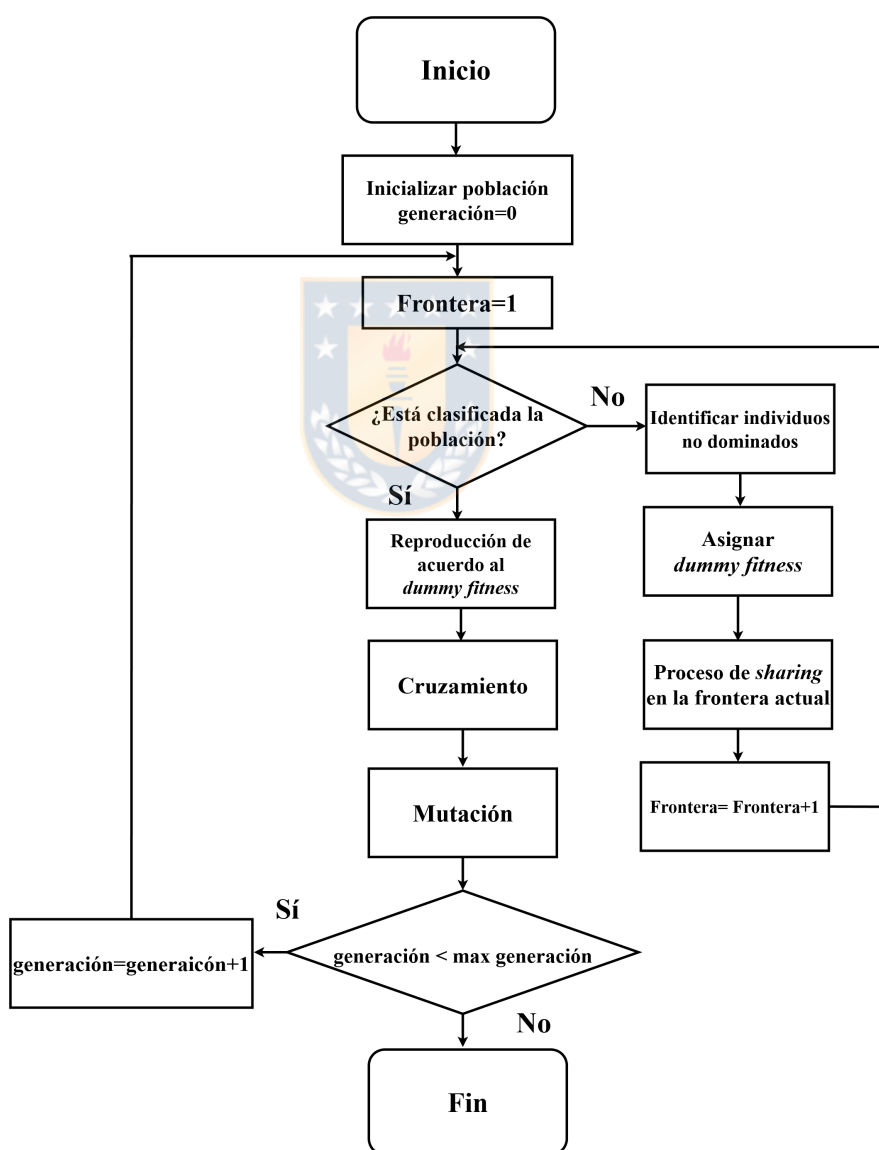 Inicio
Inicializar población
generación=0
Frontera=1
¿Está clasificada la
población?
No
Identificar individuos
no dominados
Asignar
dummy fitness
Proceso de sharing
en la frontera actual
Frontera= Frontera+1
Sí
Reproducción de
acuerdo al
dummy fitness
Cruzamiento
Mutación
generación < max generación
Sí
generación=generaicón+1
No
Fin